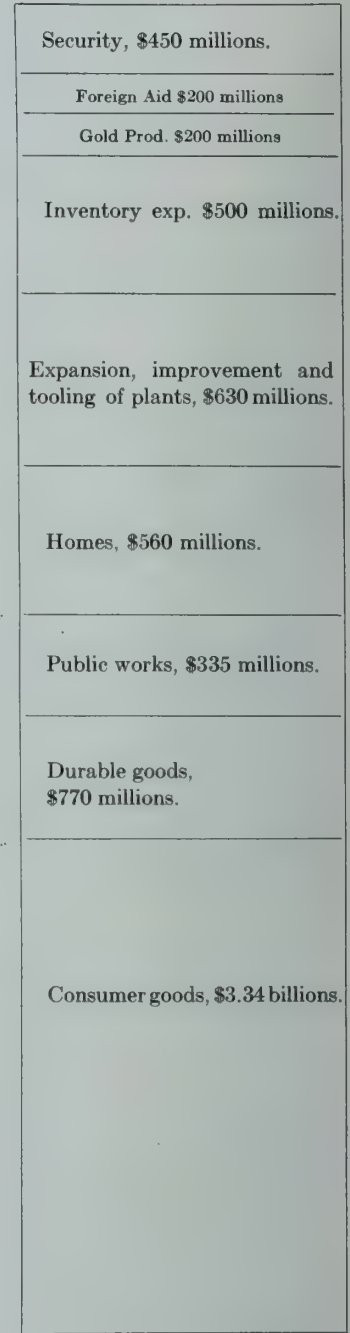 Security, $450 millions.
Foreign Aid $200 millions
Gold Prod. $200 millions
Inventory exp. $500 millions.
Expansion, improvement and
tooling of plants, $630 millions.
Homes, $560 millions.
Public works, $335 millions.
Durable goods,
$770 millions.
Consumer goods, $3.34 billions.